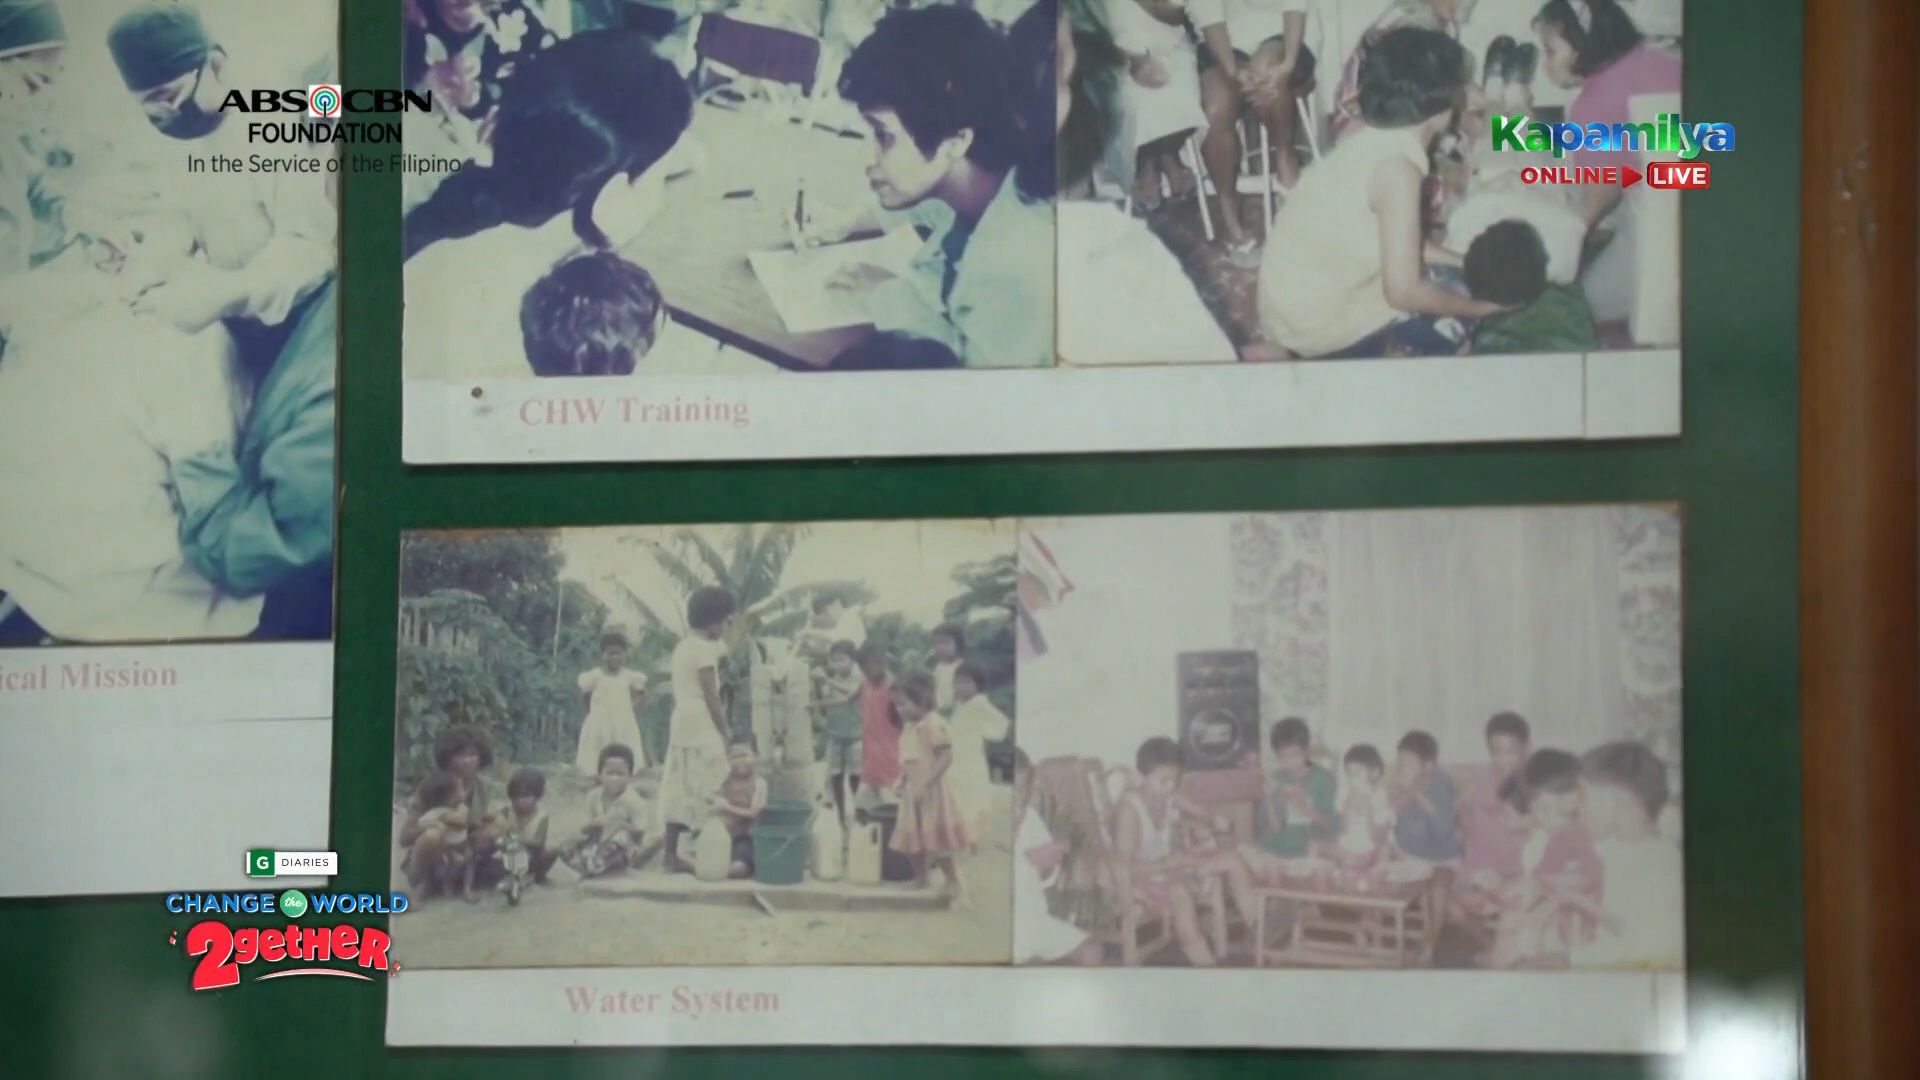 ABS CBN
FOUNDATION
In the Service of the Filipino
Kapamilya
ONLINE LIVE
CHW Training
ical Mission
G DIARIES
CHANGE the WORLD
2getHeR
Water System